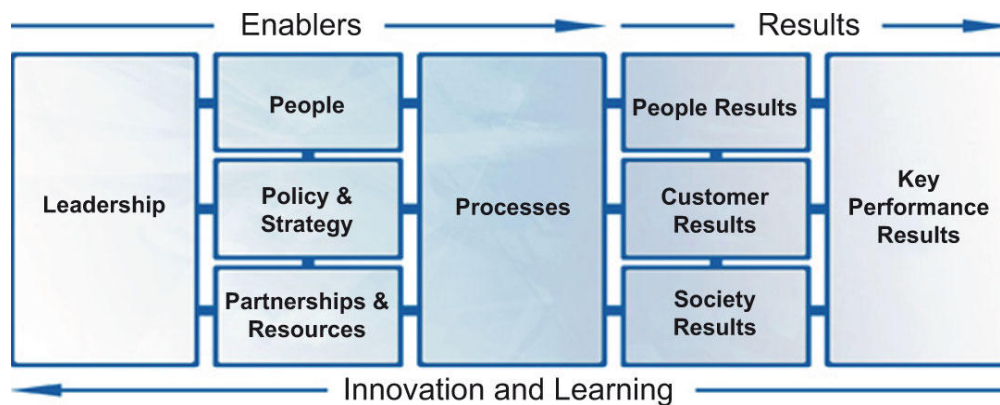 Enablers
Results
Leadership
People
Policy &
Strategy
Partnerships &
Resources
Processes
People Results
Customer
Results
Society
Results
Key
Performance
Results
Innovation and Learning